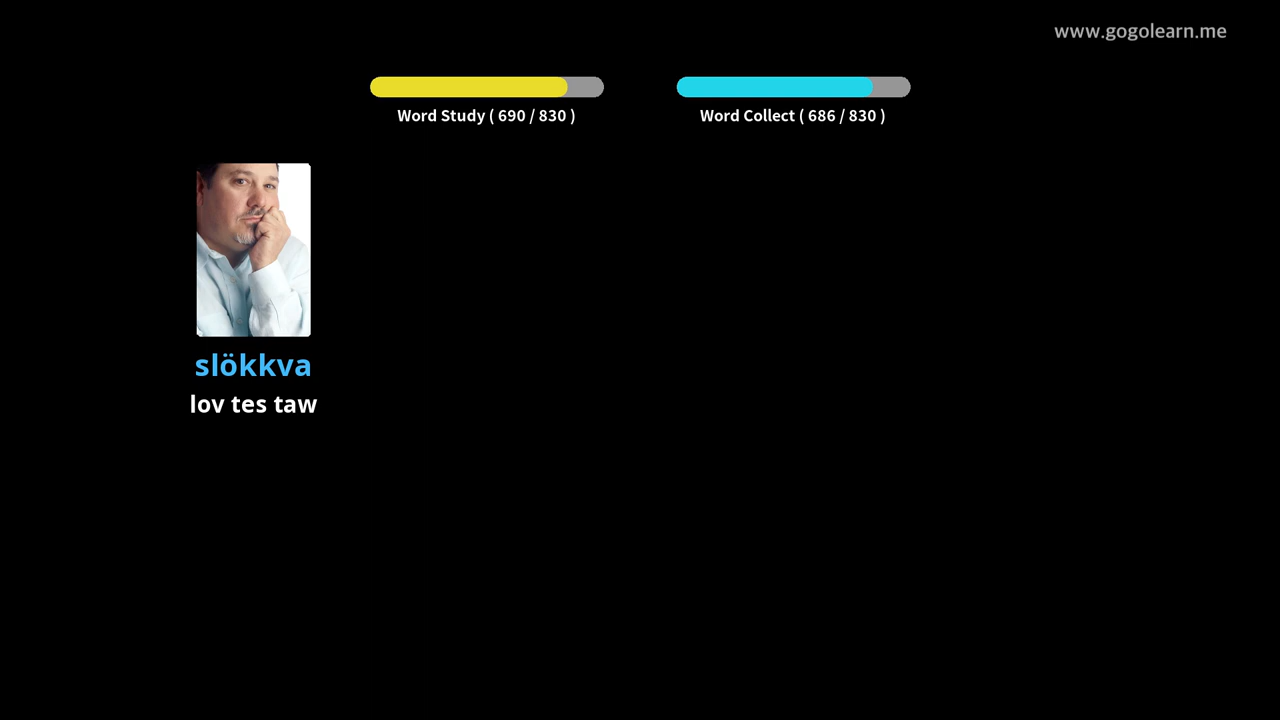 www.gogolearn.me
Word Study ( 690 / 830 )
Word Collect ( 686 / 830 )
slökkva
lov tes taw